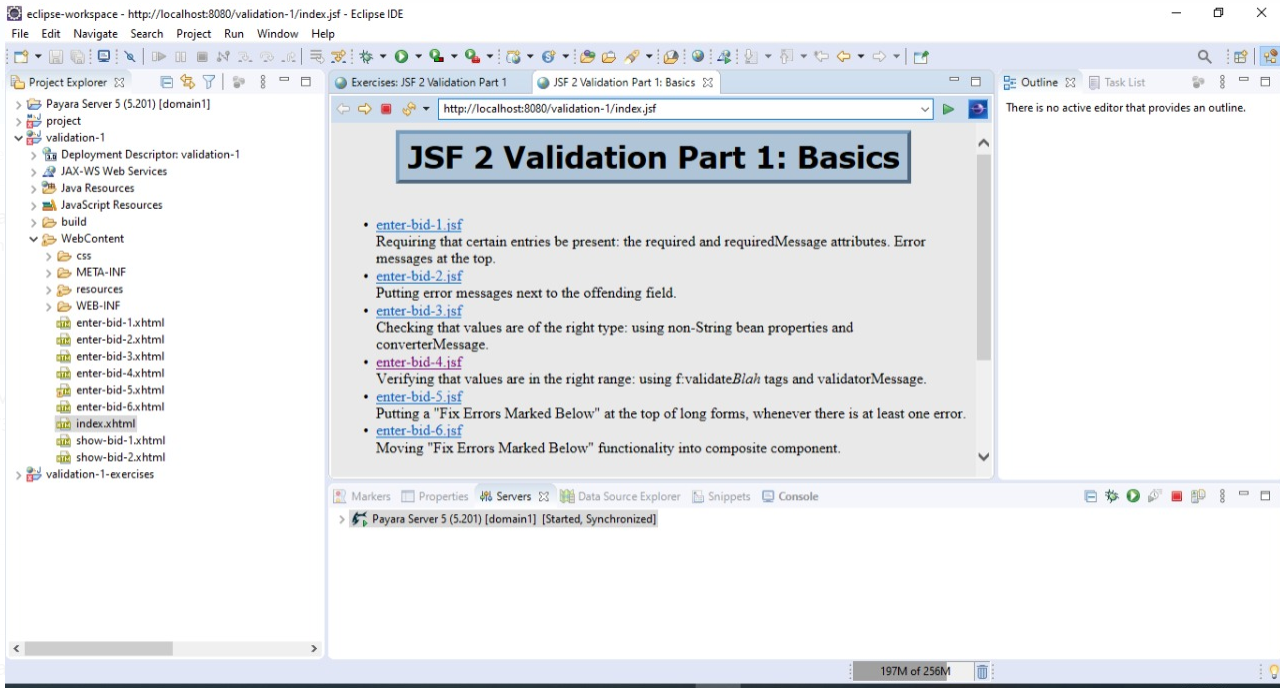 eclipse-workspace - http://localhost:8080/validation-1/index.jsf - Eclipse IDE
File Edit Navigate Search Project Run Window Help
Project Explorer
Payara Server 5 (5.201) [domain1]
project
validation-1
Deployment Descriptor: validation-1
JAX-WS Web Services
Java Resources
JavaScript Resources
build
WebContent
css
META-INF
resources
WEB-INF
enter-bid-1.xhtml
enter-bid-2.xhtml
enter-bid-3.xhtml
enter-bid-4.xhtml
enter-bid-5.xhtml
enter-bid-6.xhtml
index.xhtml
show-bid-1.xhtml
show-bid-2.xhtml
validation-1-exercises
Exercises: JSF 2 Validation Part 1 JSF 2 Validation Part 1: Basics
http://localhost:8080/validation-1/index.jsf
JSF 2 Validation Part 1: Basics
• enter-bid-1.jsf
Requiring that certain entries be present: the required and requiredMessage attributes. Error
messages at the top.
• enter-bid-2.jsf
Putting error messages next to the offending field.
• enter-bid-3.jsf
Checking that values are of the right type: using non-String bean properties and
converterMessage.
• enter-bid-4.jsf
Verifying that values are in the right range: using f:validateBlah tags and validatorMessage.
• enter-bid-5.jsf
Putting a "Fix Errors Marked Below" at the top of long forms, whenever there is at least one error.
• enter-bid-6.jsf
Moving "Fix Errors Marked Below" functionality into composite component.
Outline Task List
There is no active editor that provides an outline.
Markers Properties Servers Data Source Explorer Snippets Console
Payara Server 5 (5.201) [domain1] [Started, Synchronized]
197M of 256M